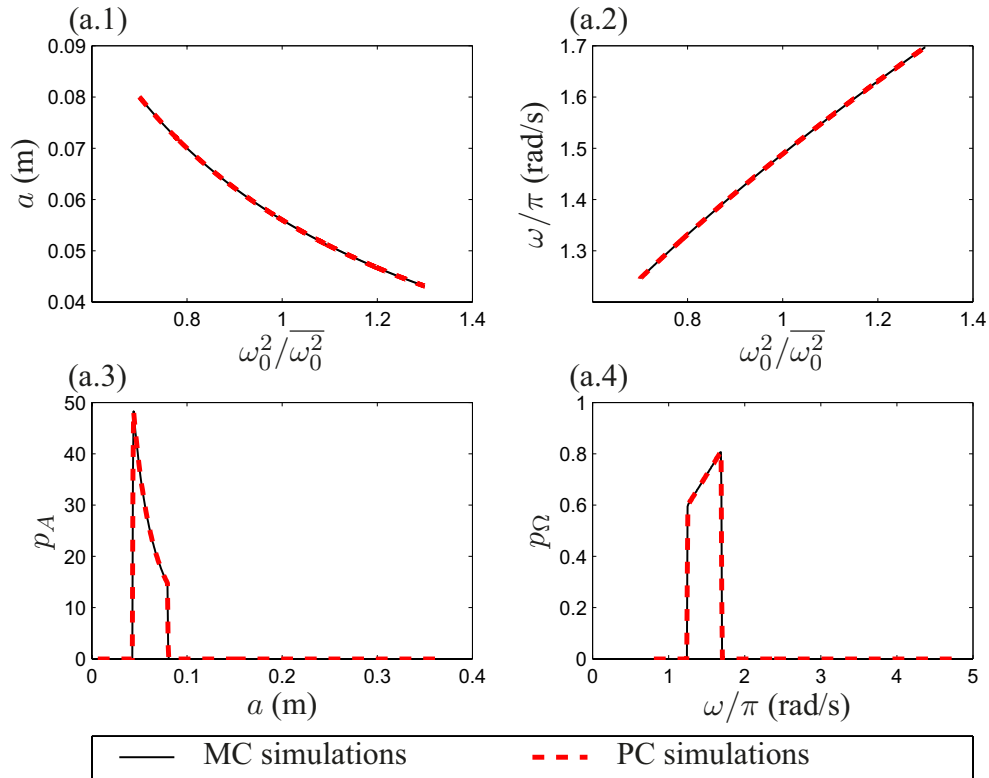 (a.1)
0.09
0.08
0.07
0.06
0.05
0.04
a (m)
0.8 1 1.2 1.4
ω₀²/ω₀²̅
(a.2)
1.7
1.6
1.5
1.4
1.3
ω/π (rad/s)
0.8 1 1.2 1.4
ω₀²/ω₀²̅
(a.3)
50
40
30
20
10
0
p_A
0 0.1 0.2 0.3 0.4
a (m)
(a.4)
1
0.8
0.6
0.4
0.2
0
p_Ω
0 1 2 3 4 5
ω/π (rad/s)
MC simulations PC simulations